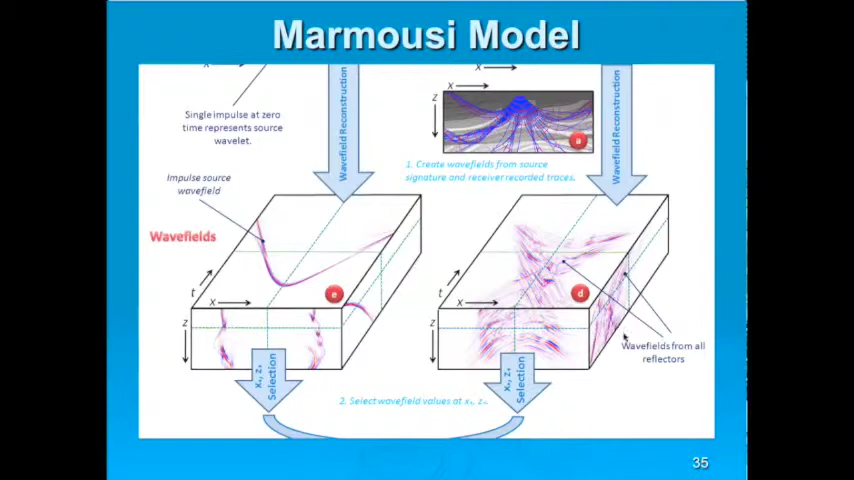 Marmousi Model
x
x
Single impulse at zero
time represents source
wavelet.
Wavefield Reconstruction
x
z
a
Wavefield Reconstruction
1. Create wavefields from source
signature and receiver recorded traces.
Impulse source
wavefield
Wavefields
t
x
z
e
t
x
z
d
Wavefields from all
reflectors
Selection
Selection
2. Select wavefield values at
35